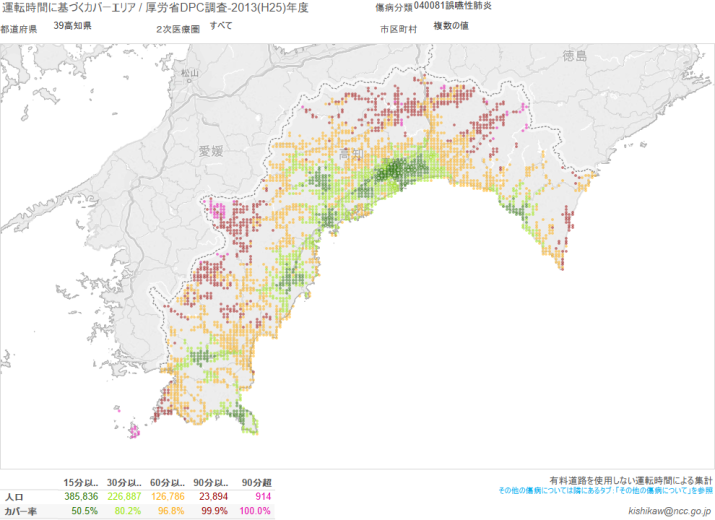 運転時間に基づくカバーエリア / 厚労省DPC調査-2013(H25)年度
傷病分類 040081誤嚥性肺炎
都道府県 39高知県 2次医療圏 すべて 市区町村 複数の値
徳島
松山
愛媛
高知
15分以.. 30分以.. 60分以.. 90分以.. 90分超
人口 385,836 226,887 126,786 23,894 914
カバー率 50.5% 80.2% 96.8% 99.9% 100.0%
有料道路を使用しない運転時間による集計
その他の傷病については隣にあるタブ:「その他の傷病について」を参照
kishikaw@ncc.go.jp